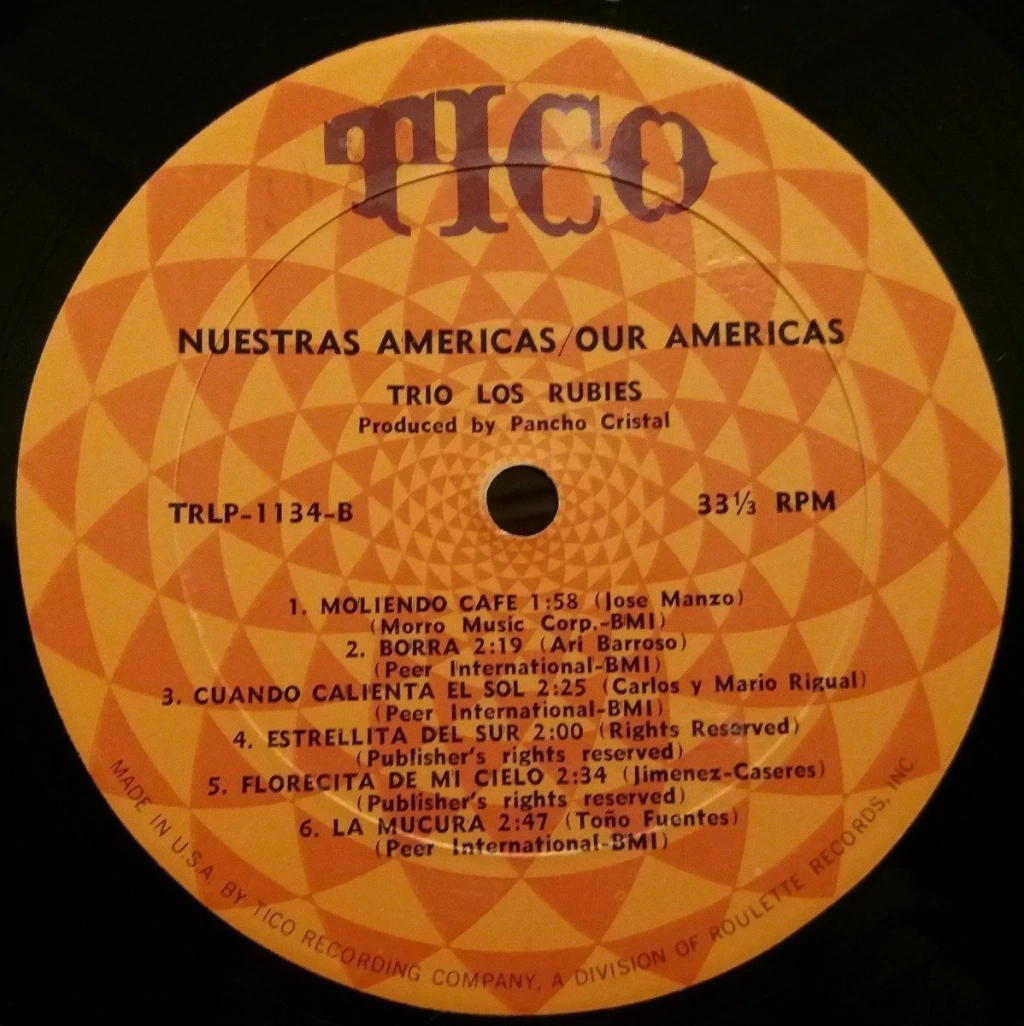 TICO
NUESTRAS AMERICAS/OUR AMERICAS
TRIO LOS RUBIES
Produced by Pancho Cristal
TRLP-1134-B
33⅓ RPM
1. MOLIENDO CAFE 1:58 (Jose Manzo)
(Morro Music Corp.-BMI)
2. BORRA 2:19 (Ari Barroso)
(Peer International-BMI)
3. CUANDO CALIENTA EL SOL 2:25 (Carlos y Mario Rigual)
(Peer International-BMI)
4. ESTRELLITA DEL SUR 2:00 (Rights Reserved)
(Publisher's rights reserved)
5. FLORECITA DE MI CIELO 2:34 (Jimenez-Caseres)
(Publisher's rights reserved)
6. LA MUCURA 2:47 (Toño Fuentes)
(Peer International-BMI)
MADE IN U.S.A. BY TICO RECORDING COMPANY, A DIVISION OF ROULETTE RECORDS, INC.